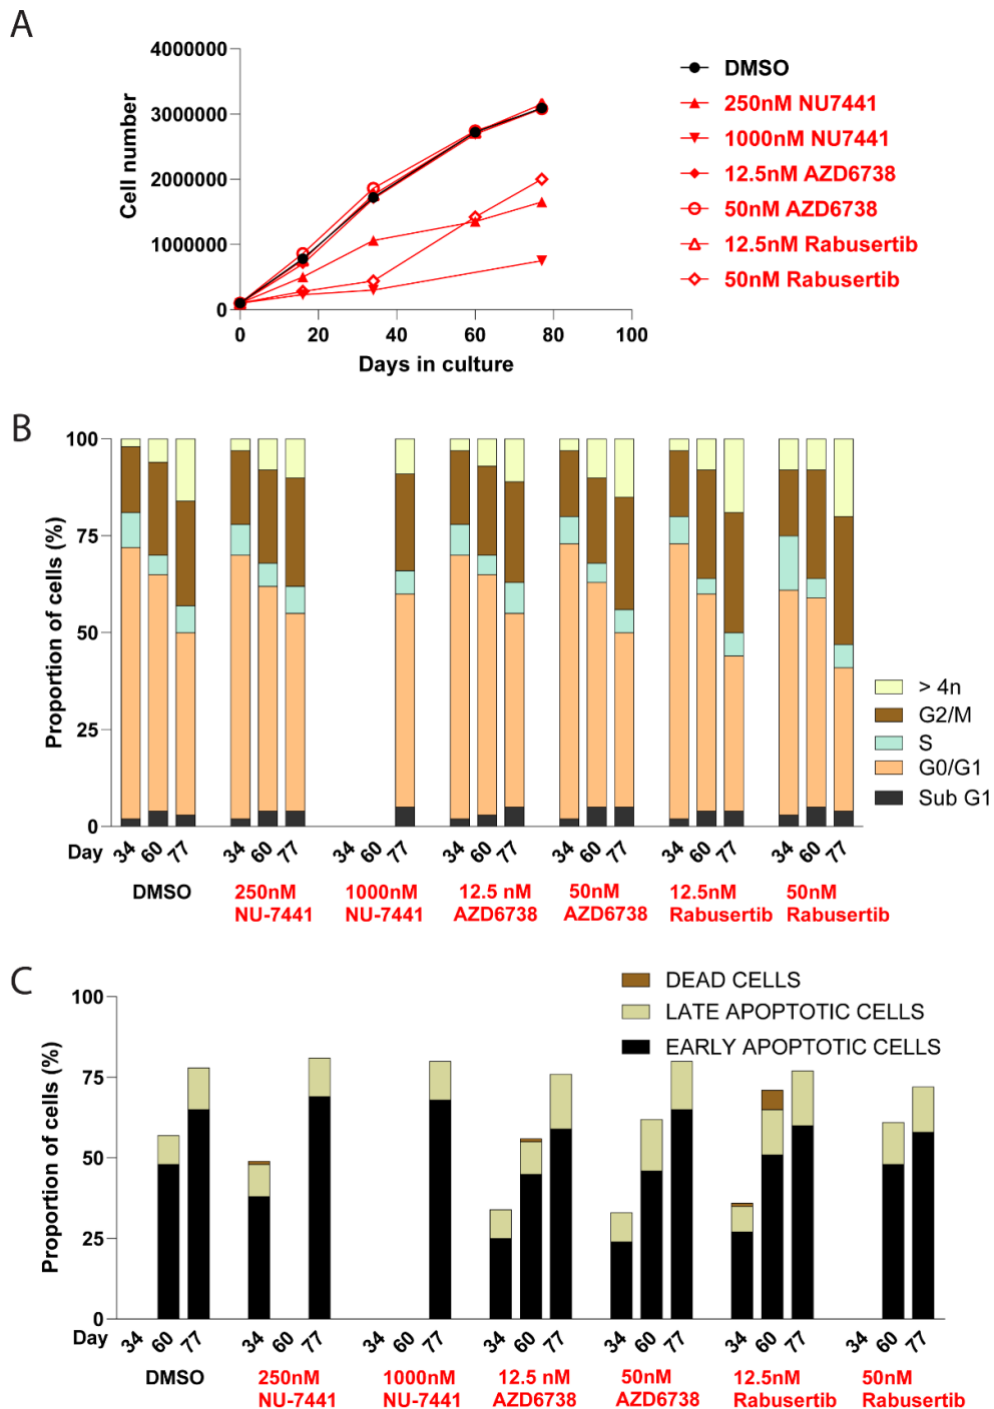 A
4000000
3000000
2000000
1000000
0
Cell number
0 20 40 60 80 100
Days in culture
DMSO
250nM NU7441
1000nM NU7441
12.5nM AZD6738
50nM AZD6738
12.5nM Rabusertib
50nM Rabusertib
B
100
75
50
25
0
Proportion of cells (%)
> 4n
G2/M
S
G0/G1
Sub G1
Day 34 60 77 34 60 77 34 60 77 34 60 77 34 60 77 34 60 77 34 60 77
DMSO 250nM 1000nM 12.5 nM 50nM 12.5nM 50nM
NU-7441 NU-7441 AZD6738 AZD6738 Rabusertib Rabusertib
C
DEAD CELLS
LATE APOPTOTIC CELLS
EARLY APOPTOTIC CELLS
100
75
50
25
0
Proportion of cells (%)
Day 34 60 77 34 60 77 34 60 77 34 60 77 34 60 77 34 60 77 34 60 77
DMSO 250nM 1000nM 12.5 nM 50nM 12.5nM 50nM
NU-7441 NU-7441 AZD6738 AZD6738 Rabusertib Rabusertib